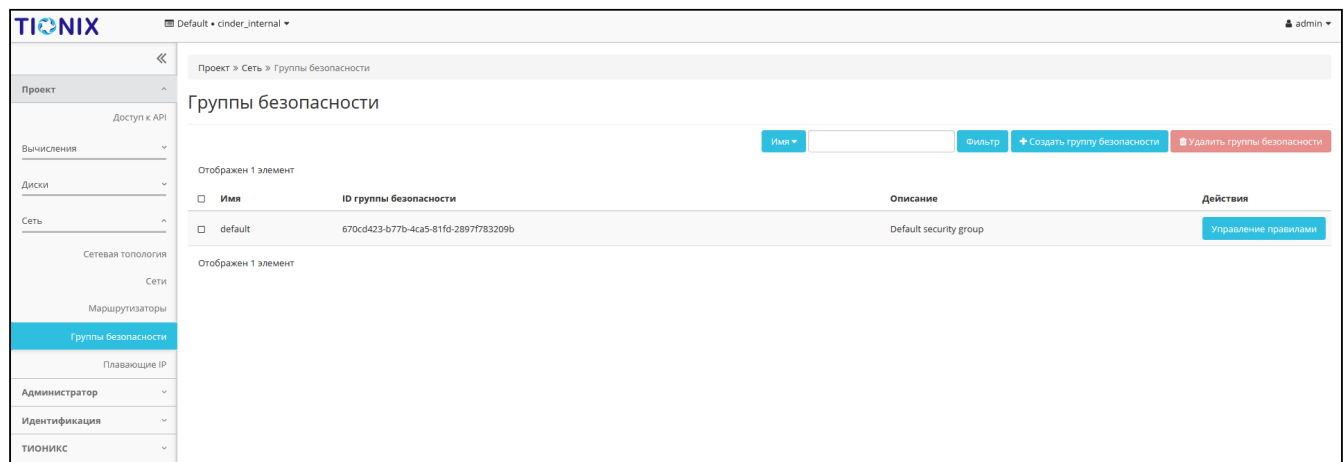 TIONIX
Default • cinder_internal
admin
Проект » Сеть » Группы безопасности
Проект
Доступ к API
Вычисления
Диски
Сеть
Сетевая топология
Сети
Маршрутизаторы
Группы безопасности
Плавающие IP
Администратор
Идентификация
ТИОНИКС
Группы безопасности
Имя Фильтр + Создать группу безопасности Удалить группы безопасности
Отображен 1 элемент
Имя ID группы безопасности Описание Действия
default 670cd423-b77b-4ca5-81fd-2897f783209b Default security group Управление правилами
Отображен 1 элемент